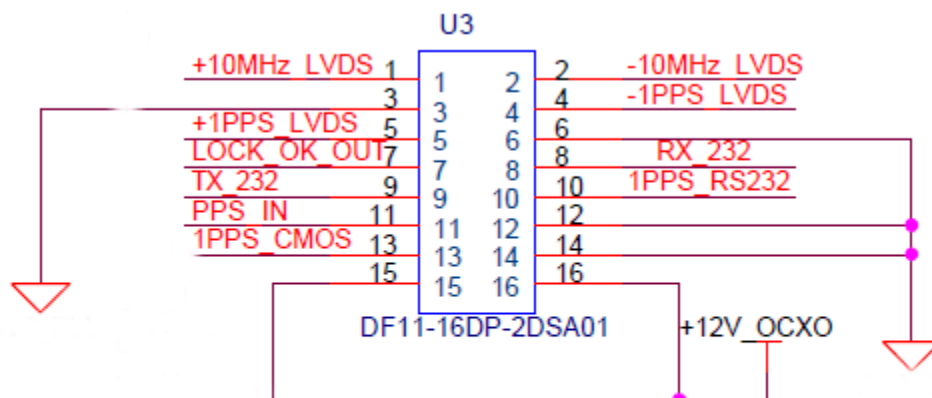 U3
+10MHz_LVDS 1 1 2 2 -10MHz_LVDS
3 3 4 4 -1PPS_LVDS
+1PPS_LVDS 5 5 6 6
LOCK_OK_OUT 7 7 8 8 RX_232
TX_232 9 9 10 10 1PPS_RS232
PPS_IN 11 11 12 12
1PPS_CMOS 13 13 14 14
15 15 16 16
DF11-16DP-2DSA01 +12V_OCXO